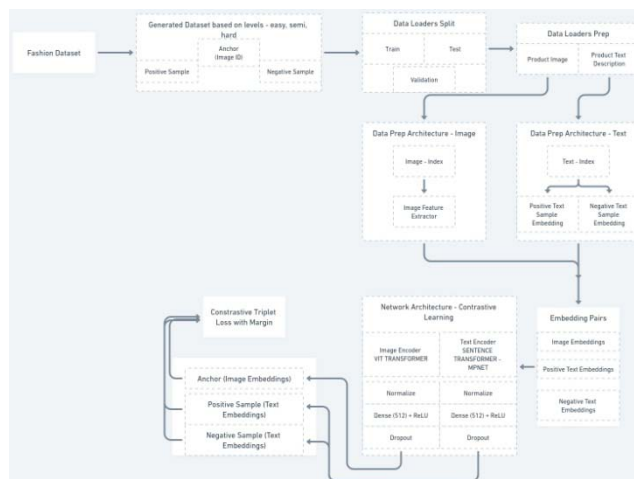 Fashion Dataset
Generated Dataset based on levels - easy, semi,
hard
Anchor
(Image ID)
Positive Sample
Negative Sample
Data Loaders Split
Train
Test
Validation
Data Loaders Prep
Product Image
Product Text
Description
Data Prep Architecture - Image
Image - Index
Image Feature
Extractor
Data Prep Architecture - Text
Text - Index
Positive Text
Sample
Embedding
Negative Text
Sample
Embedding
Embedding Pairs
Image Embeddings
Positive Text Embeddings
Negative Text
Embeddings
Network Architecture - Contrastive
Learning
Image Encoder
VIT TRANSFORMER
Text Encoder
SENTENCE
TRANSFORMER -
MPNET
Normalize
Normalize
Dense (512) + ReLU
Dense (512) + ReLU
Dropout
Dropout
Constrastive Triplet
Loss with Margin
Anchor (Image Embeddings)
Positive Sample (Text
Embeddings)
Negative Sample (Text
Embeddings)